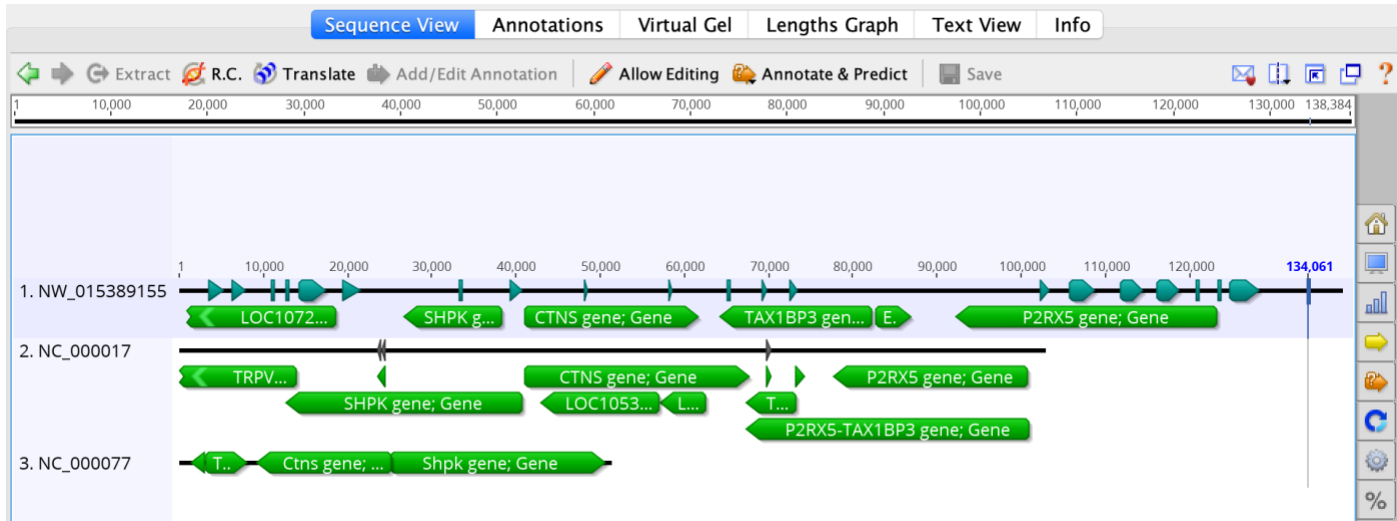 Sequence View Annotations Virtual Gel Lengths Graph Text View Info
Extract R.C. Translate Add/Edit Annotation Allow Editing Annotate & Predict Save ?
1 10,000 20,000 30,000 40,000 50,000 60,000 70,000 80,000 90,000 100,000 110,000 120,000 130,000 138,384
1 10,000 20,000 30,000 40,000 50,000 60,000 70,000 80,000 90,000 100,000 110,000 120,000 134,061
1. NW_015389155
LOC1072... SHPK g... CTNS gene; Gene TAX1BP3 gen... E. P2RX5 gene; Gene
2. NC_000017
TRPV... CTNS gene; Gene P2RX5 gene; Gene
SHPK gene; Gene LOC1053... L... T...
P2RX5-TAX1BP3 gene; Gene
3. NC_000077 T.. Ctns gene; ... Shpk gene; Gene
%